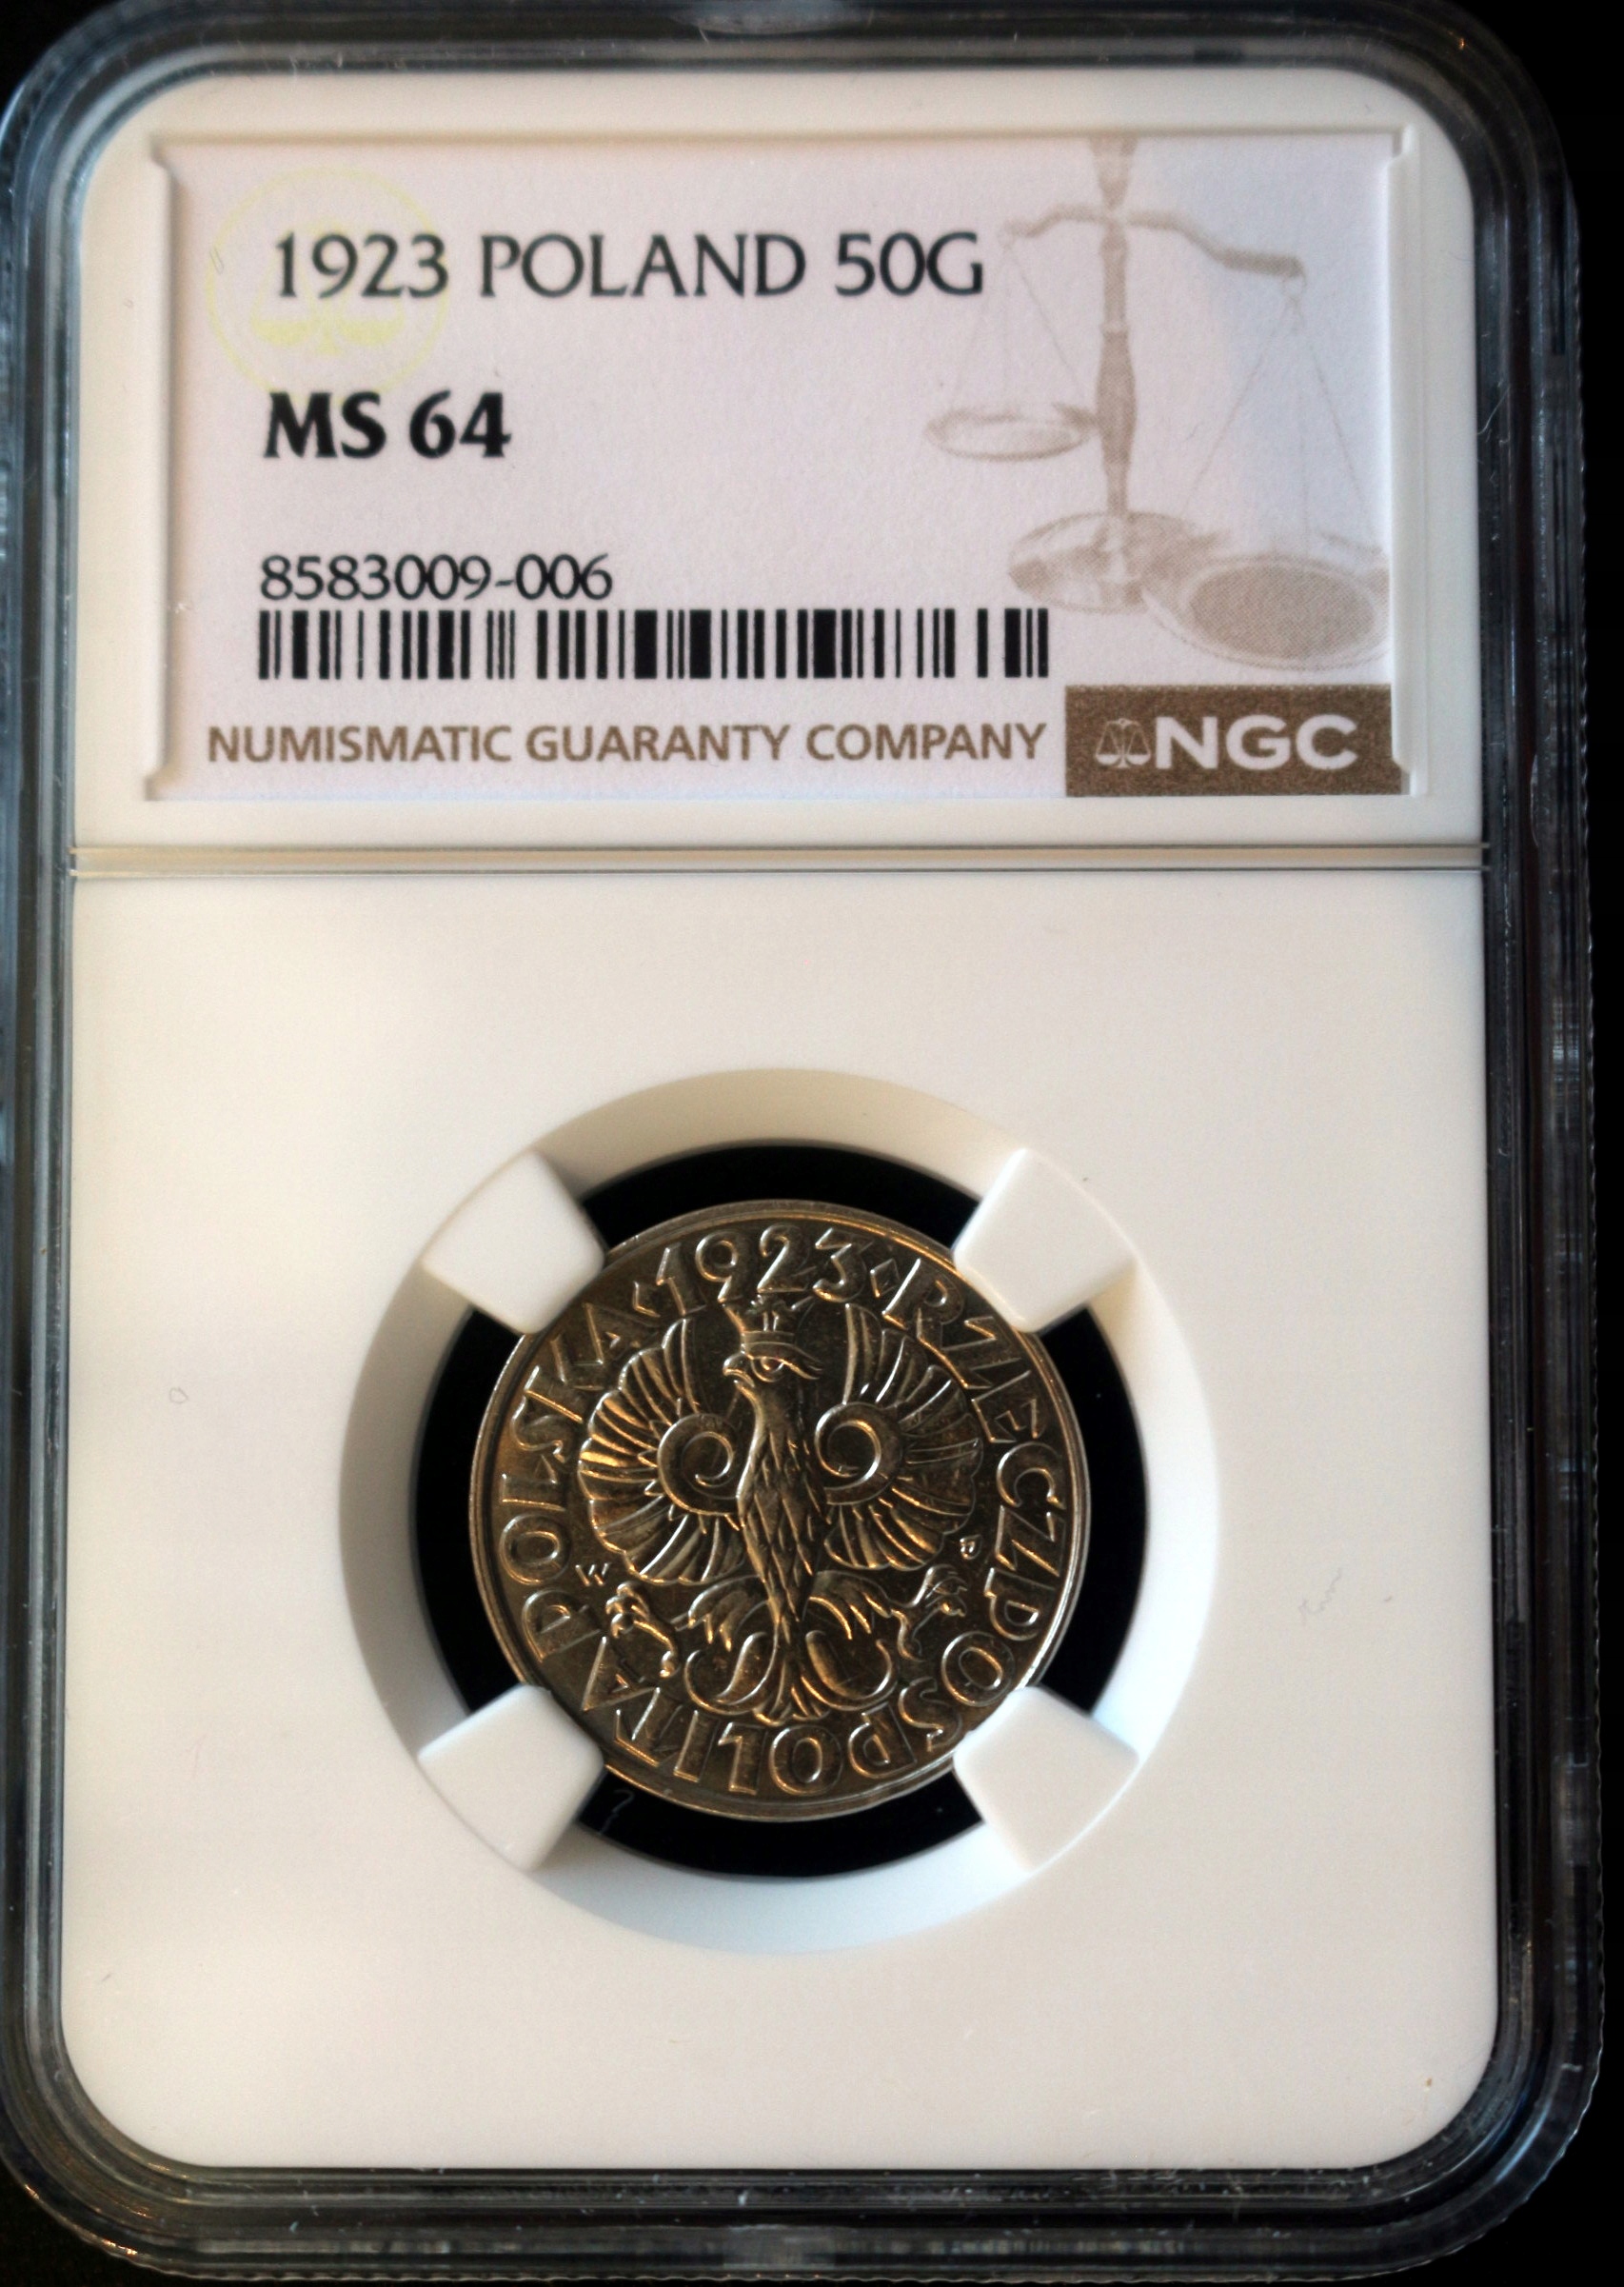 1923 POLAND 50G
MS 64
8583009-006
NUMISMATIC GUARANTY COMPANY NGC
·1923·RZECZPOSPOLITA POLSKA
W